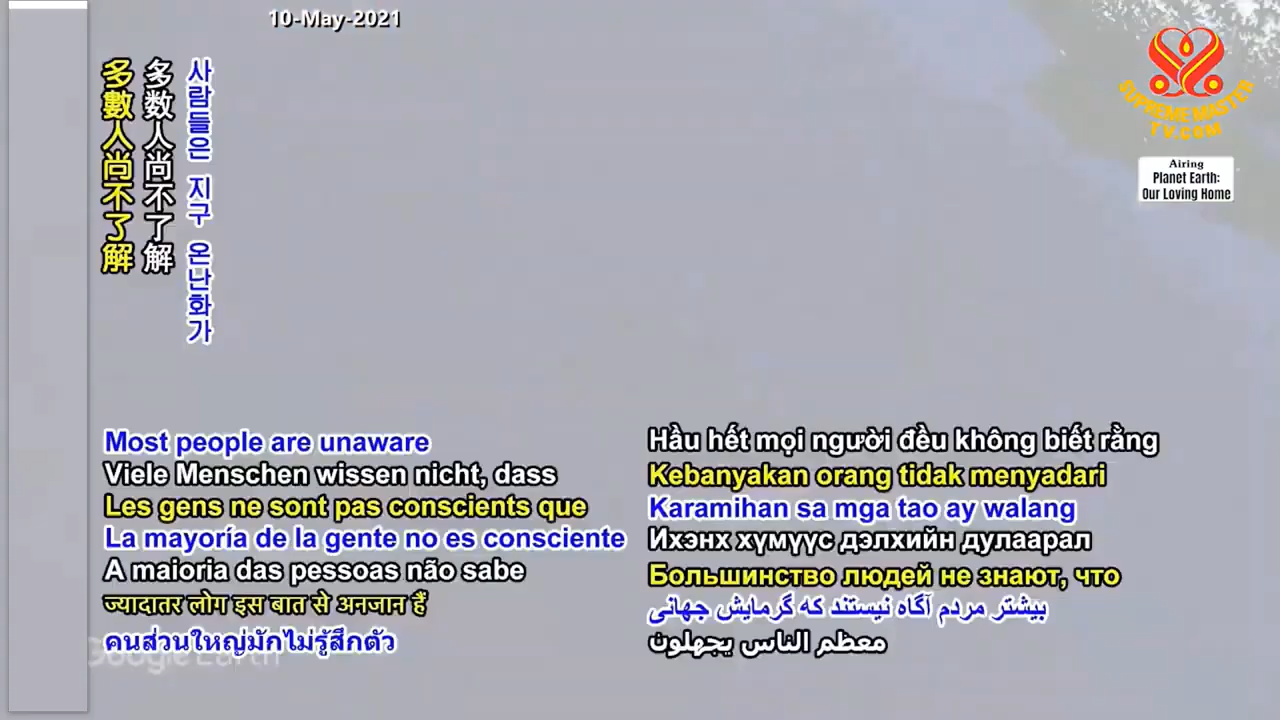 10-May-2021
多數人尚不了解
多数人尚不了解
사람들은 지구 온난화가
SUPREME MASTER
TV.COM
Airing
Planet Earth:
Our Loving Home
Most people are unaware
Viele Menschen wissen nicht, dass
Les gens ne sont pas conscients que
La mayoría de la gente no es consciente
A maioria das pessoas não sabe
ज्यादातर लोग इस बात से अनजान हैं
คนส่วนใหญ่มักไม่รู้สึกตัว
Google Earth
Hầu hết mọi người đều không biết rằng
Kebanyakan orang tidak menyadari
Karamihan sa mga tao ay walang
Ихэнх хүмүүс дэлхийн дулаарал
Большинство людей не знают, что
بیشتر مردم آگاه نیستند که گرمایش جهانی
معظم الناس يجهلون